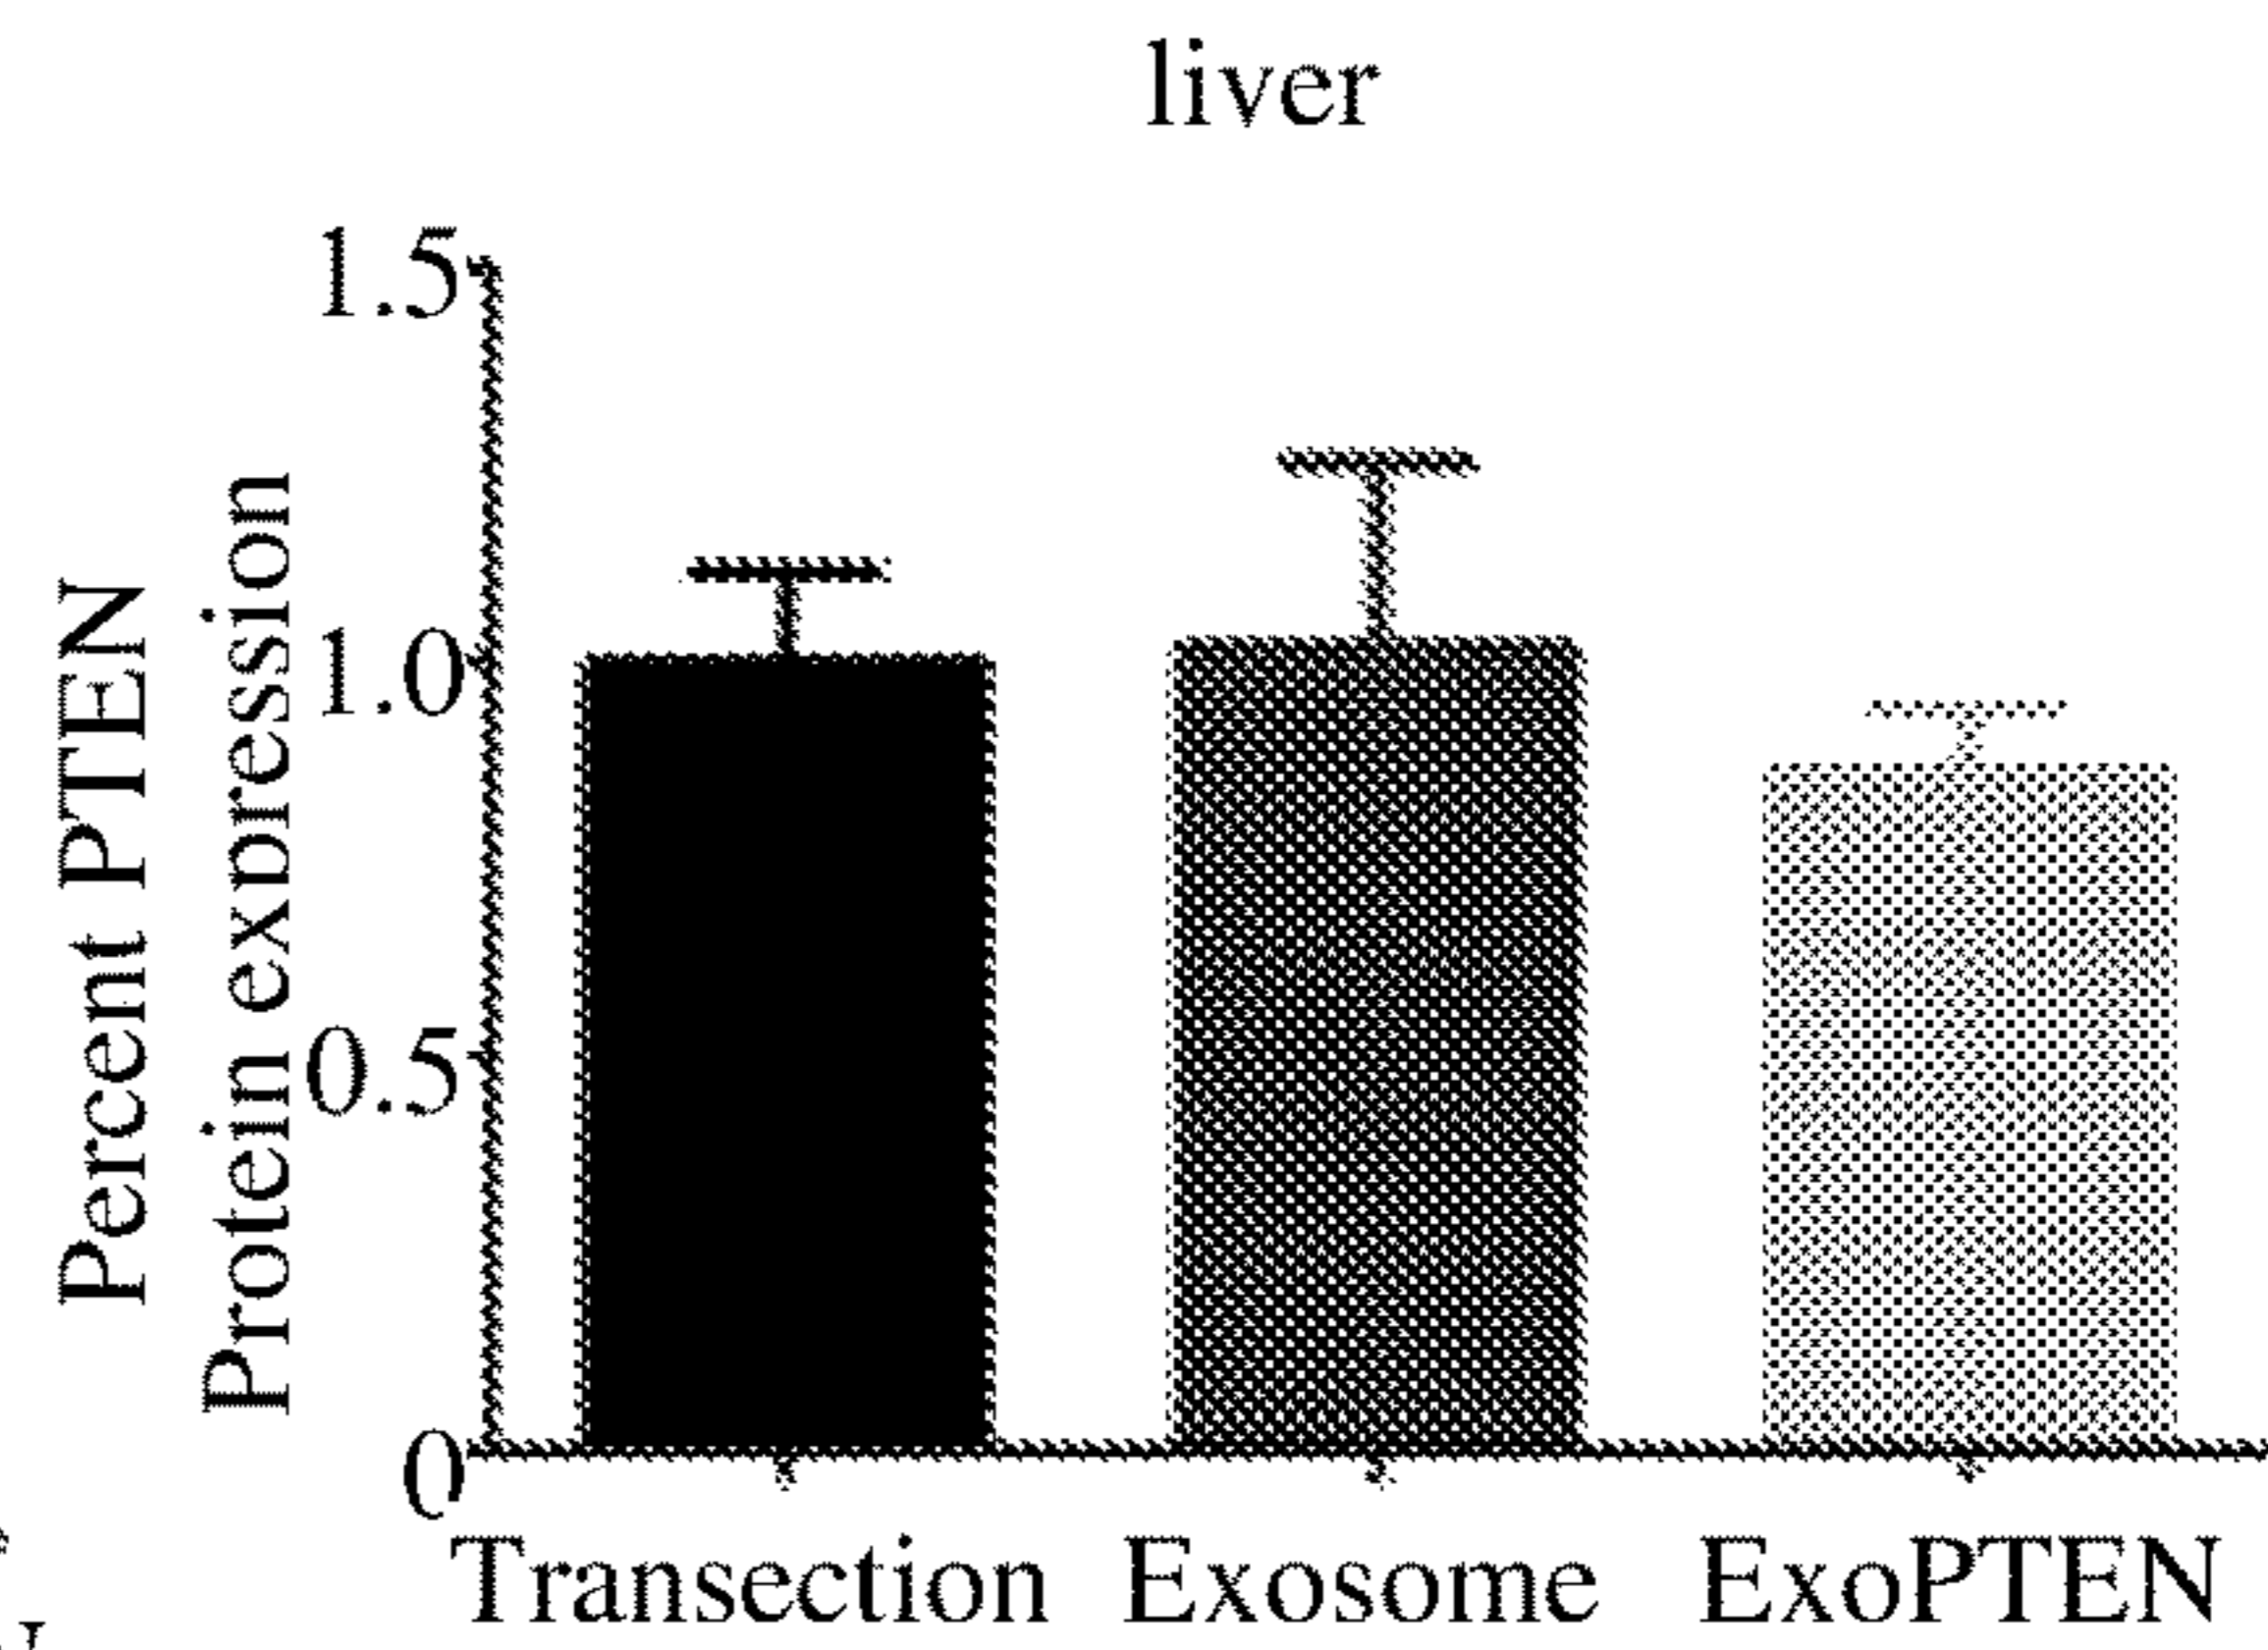 liver
Percent PTEN
Protein expression
1.5
1.0
0.5
0
Transection Exosome ExoPTEN